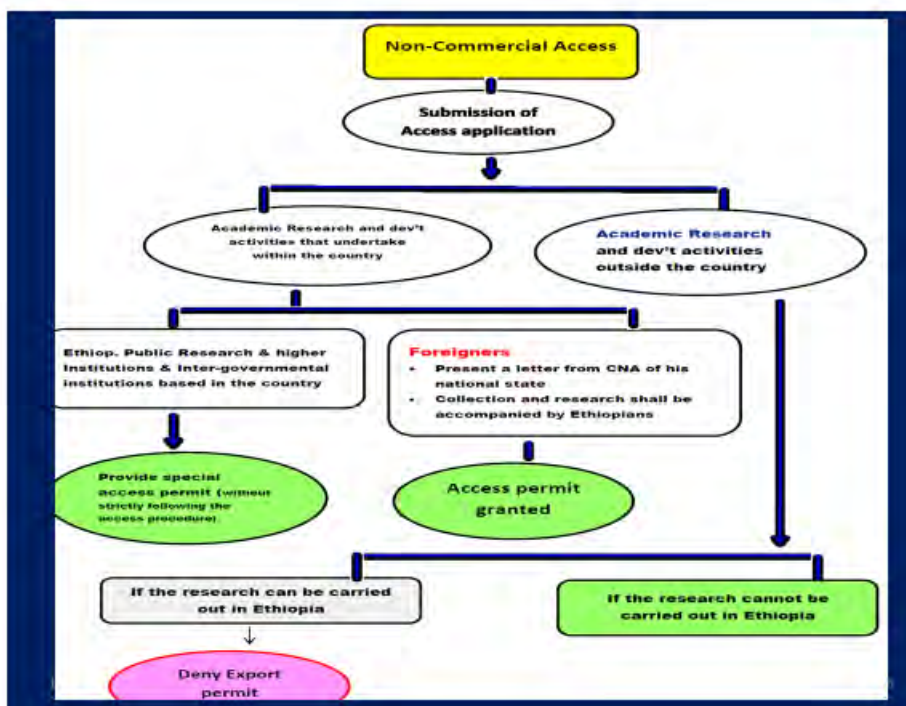 Non-Commercial Access
Submission of
Access application
Academic Research and dev't
activities that undertake
within the country
Academic Research
and dev't activities
outside the country
Ethiop. Public Research & higher
Institutions & Inter-governmental
institutions based in the country
Foreigners
• Present a letter from CNA of his
national state
• Collection and research shall be
accompanied by Ethiopians
Provide special
access permit (without
strictly following the
access procedure).
Access permit
granted
If the research can be carried
out in Ethiopia
If the research cannot be
carried out in Ethiopia
Deny Export
permit